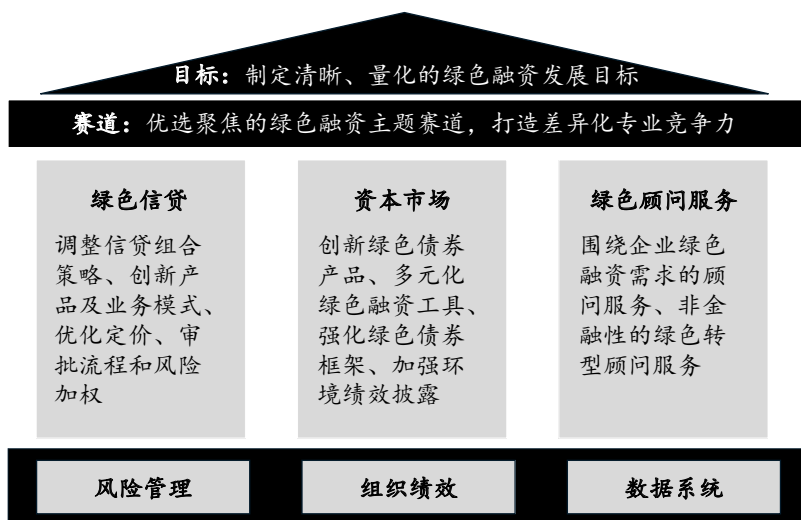 目标：制定清晰、量化的绿色融资发展目标
赛道：优选聚焦的绿色融资主题赛道，打造差异化专业竞争力
绿色信贷
调整信贷组合
策略、创新产
品及业务模式、
优化定价、审
批流程和风险
加权
资本市场
创新绿色债券
产品、多元化
绿色融资工具、
强化绿色债券
框架、加强环
境绩效披露
绿色顾问服务
围绕企业绿色
融资需求的顾
问服务、非金
融性的绿色转
型顾问服务
风险管理
组织绩效
数据系统